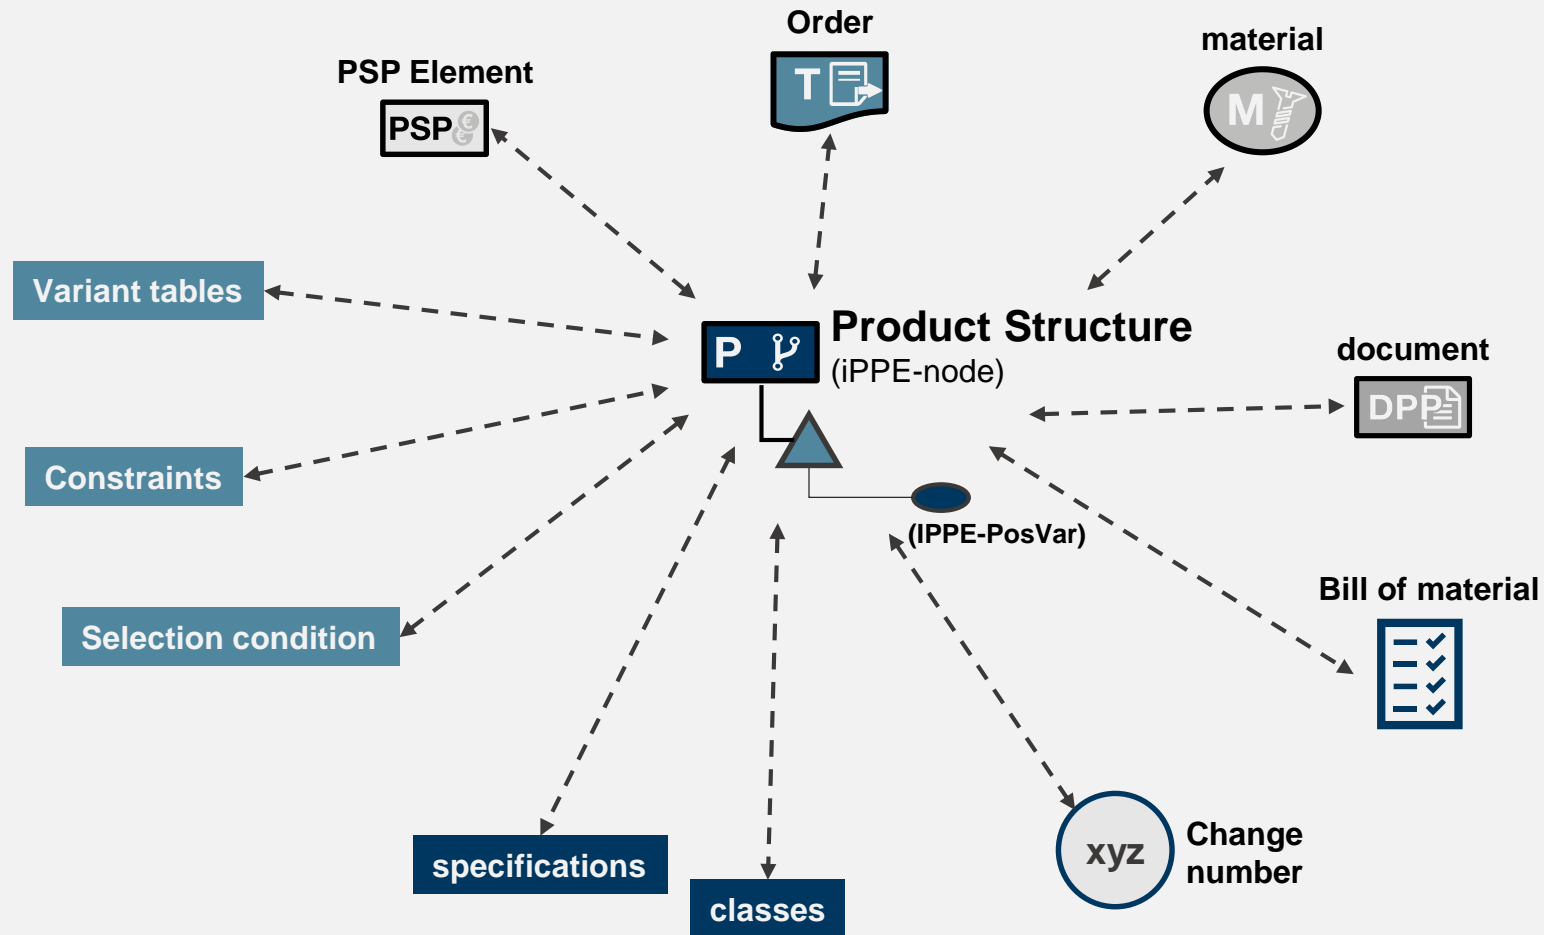 Order
material
PSP Element
T
M
PSP
€
€
Variant tables
Product Structure
P
(iPPE-node)
document
DPP
Constraints
(IPPE-PosVar)
Bill of material
Selection condition
Change
number
xyz
specifications
classes